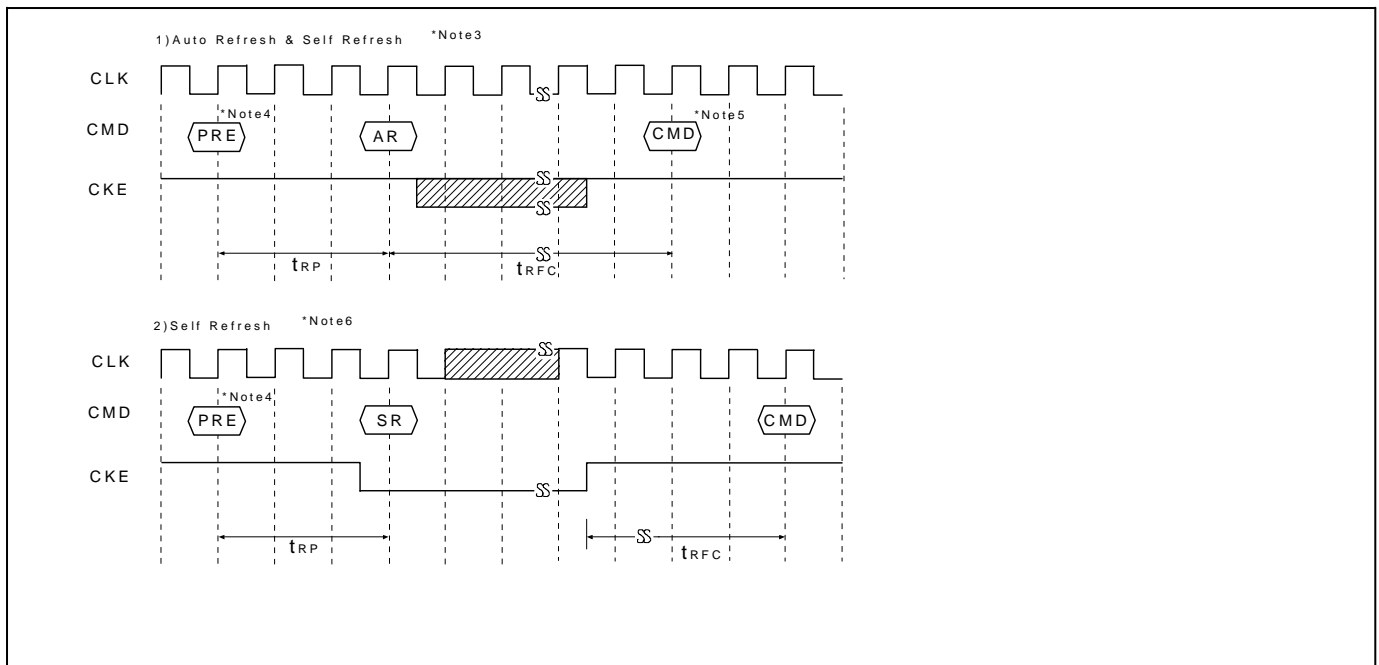 1)Auto Refresh & Self Refresh *Note3
CLK
CMD PRE *Note4 AR CMD *Note5
CKE
tRP tRFC
2)Self Refresh *Note6
CLK
CMD PRE *Note4 SR CMD
CKE
tRP tRFC